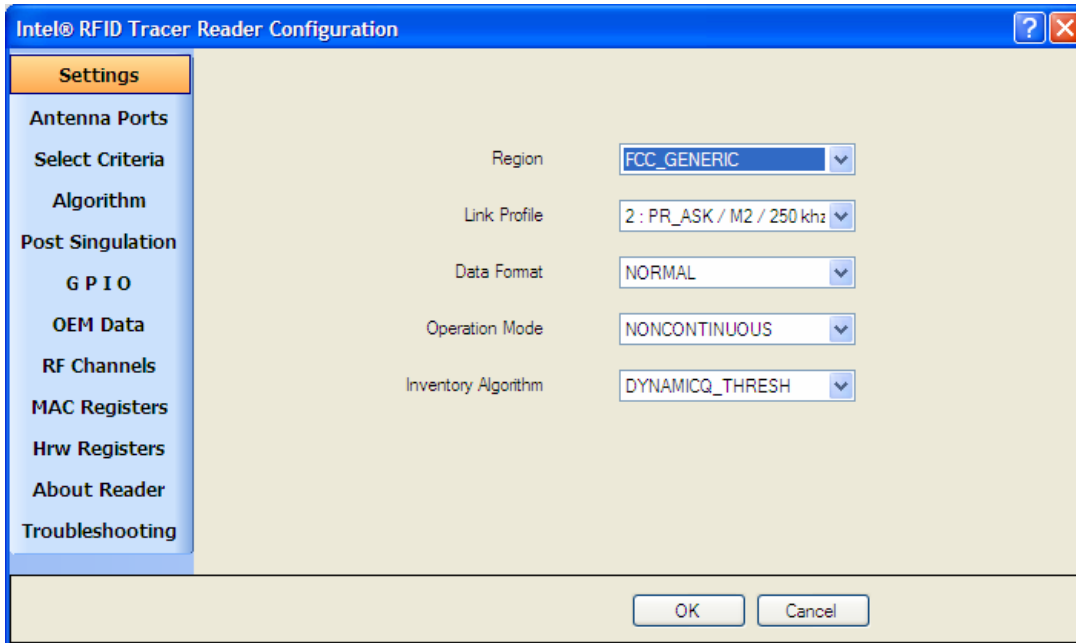 Intel® RFID Tracer Reader Configuration
Settings
Antenna Ports
Select Criteria
Algorithm
Post Singulation
G P I O
OEM Data
RF Channels
MAC Registers
Hrw Registers
About Reader
Troubleshooting
Region FCC_GENERIC
Link Profile 2 : PR_ASK / M2 / 250 khz
Data Format NORMAL
Operation Mode NONCONTINUOUS
Inventory Algorithm DYNAMICQ_THRESH
OK Cancel